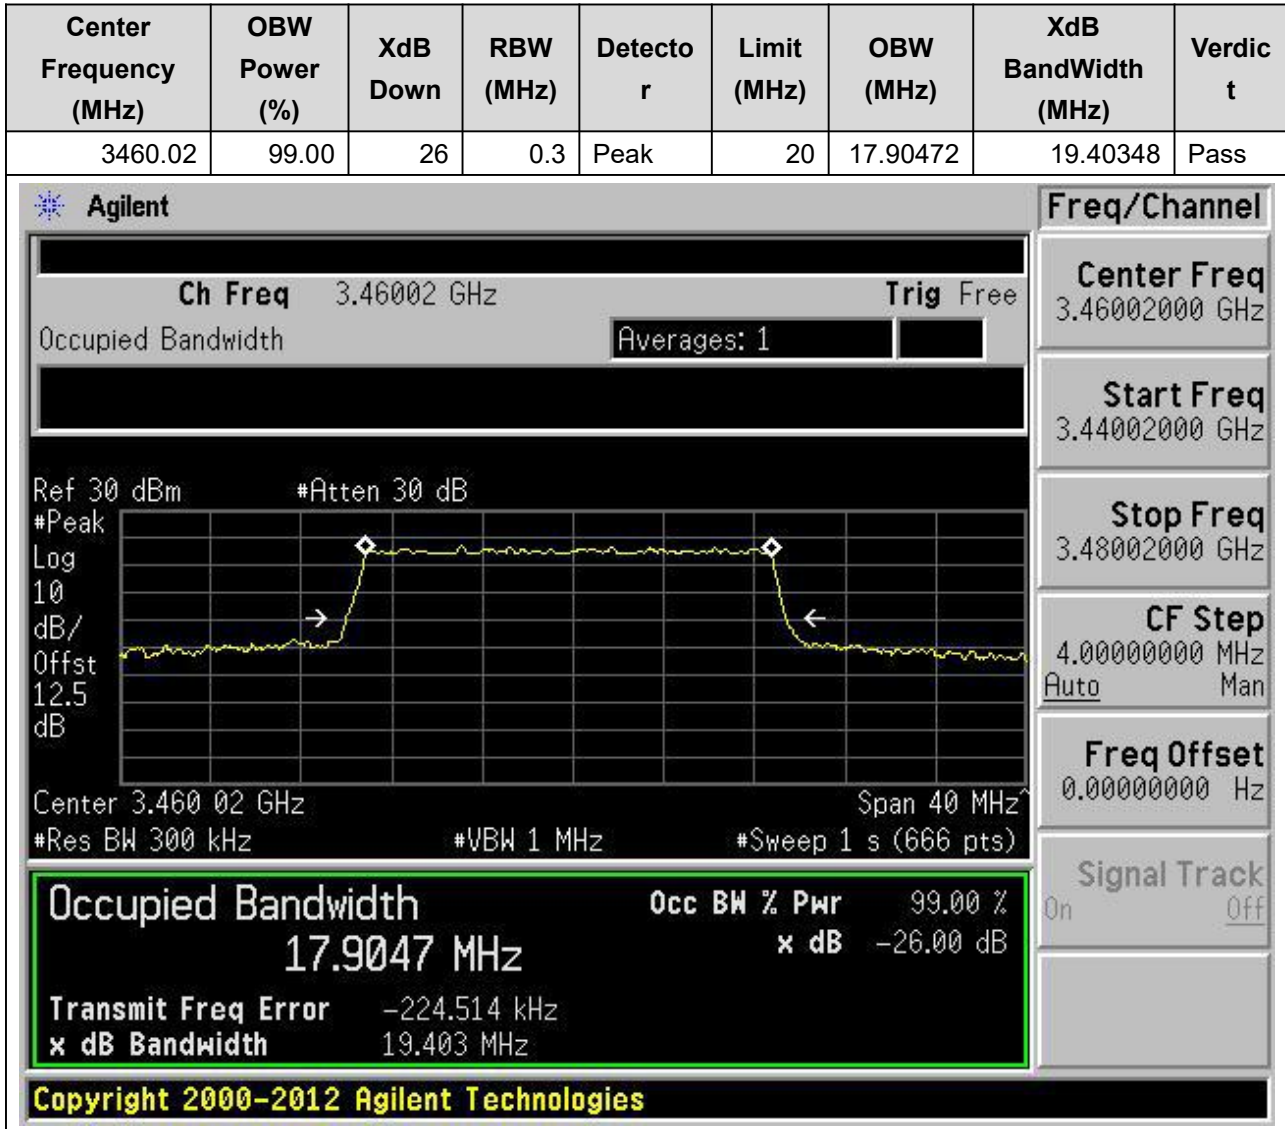 Center Frequency (MHz) OBW Power (%) XdB Down RBW (MHz) Detecto r Limit (MHz) OBW (MHz) XdB BandWidth (MHz) Verdic t
3460.02 99.00 26 0.3 Peak 20 17.90472 19.40348 Pass
Agilent Freq/Channel
Ch Freq 3.46002 GHz Trig Free
Occupied Bandwidth Averages: 1
Center Freq
3.46002000 GHz
Start Freq
3.44002000 GHz
Stop Freq
3.48002000 GHz
CF Step
4.00000000 MHz
Auto Man
Freq Offset
0.00000000 Hz
Signal Track
On Off
Ref 30 dBm #Atten 30 dB
#Peak
Log
10
dB/
Offst
12.5
dB
Center 3.460 02 GHz Span 40 MHz^
#Res BW 300 kHz #VBW 1 MHz #Sweep 1 s (666 pts)
Occupied Bandwidth Occ BW % Pwr 99.00 %
17.9047 MHz x dB -26.00 dB
Transmit Freq Error -224.514 kHz
x dB Bandwidth 19.403 MHz
Copyright 2000-2012 Agilent Technologies